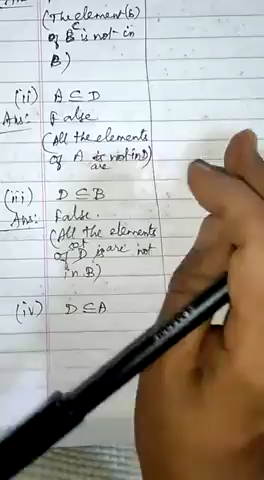 (The element(s)
of B is not in
B)
(ii) A ⊆ D
Ans: False
(All the elements
of A are not in D)
(iii) D ⊆ B
Ans: False.
(All the elements
of D are not
in B)
(iv) D ⊆ A